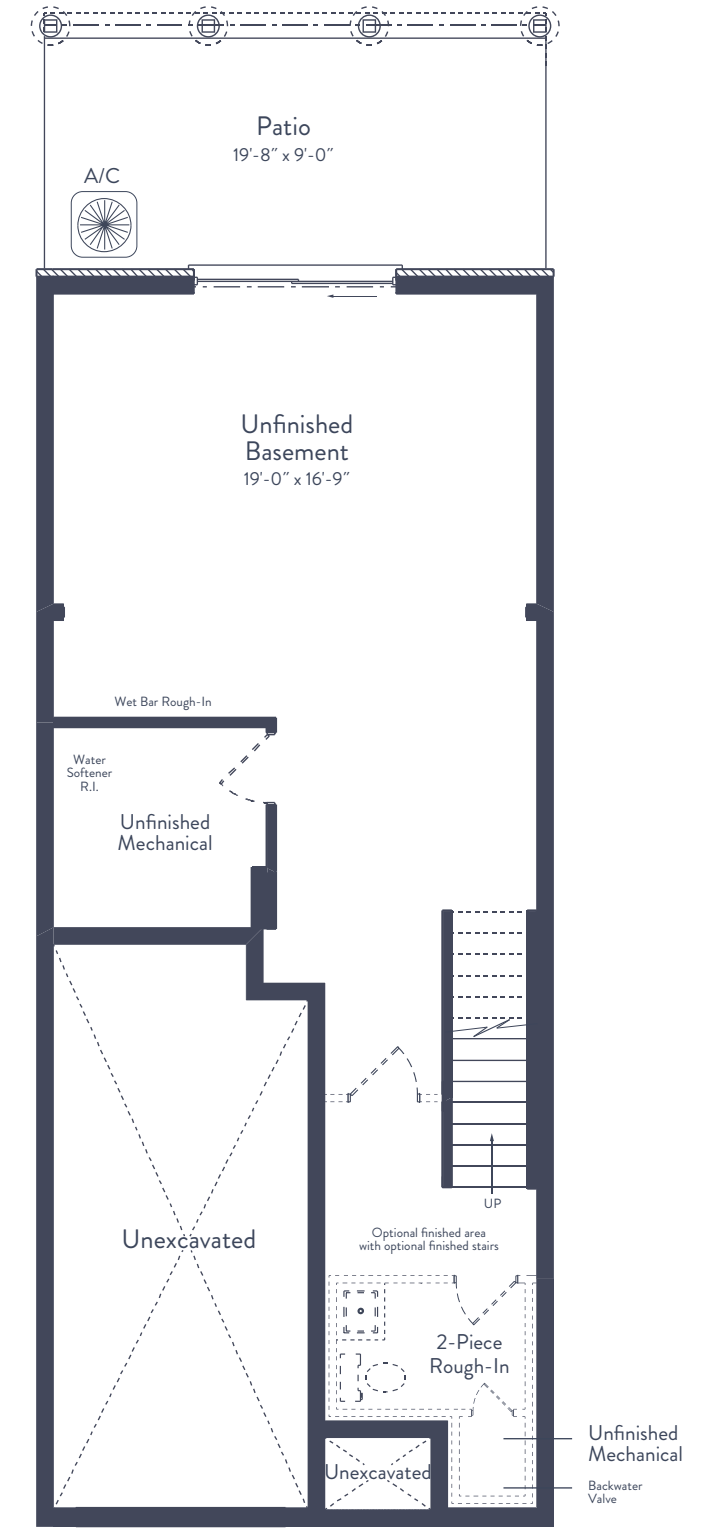 Patio
19'-8″ x 9'-0″
A/C
Unfinished
Basement
19'-0″ x 16'-9″
Wet Bar Rough-In
Water
Softener
R.I.
Unfinished
Mechanical
UP
Optional finished area
with optional finished stairs
Unexcavated
2-Piece
Rough-In
Unfinished
Mechanical
Unexcavated
Backwater
Valve